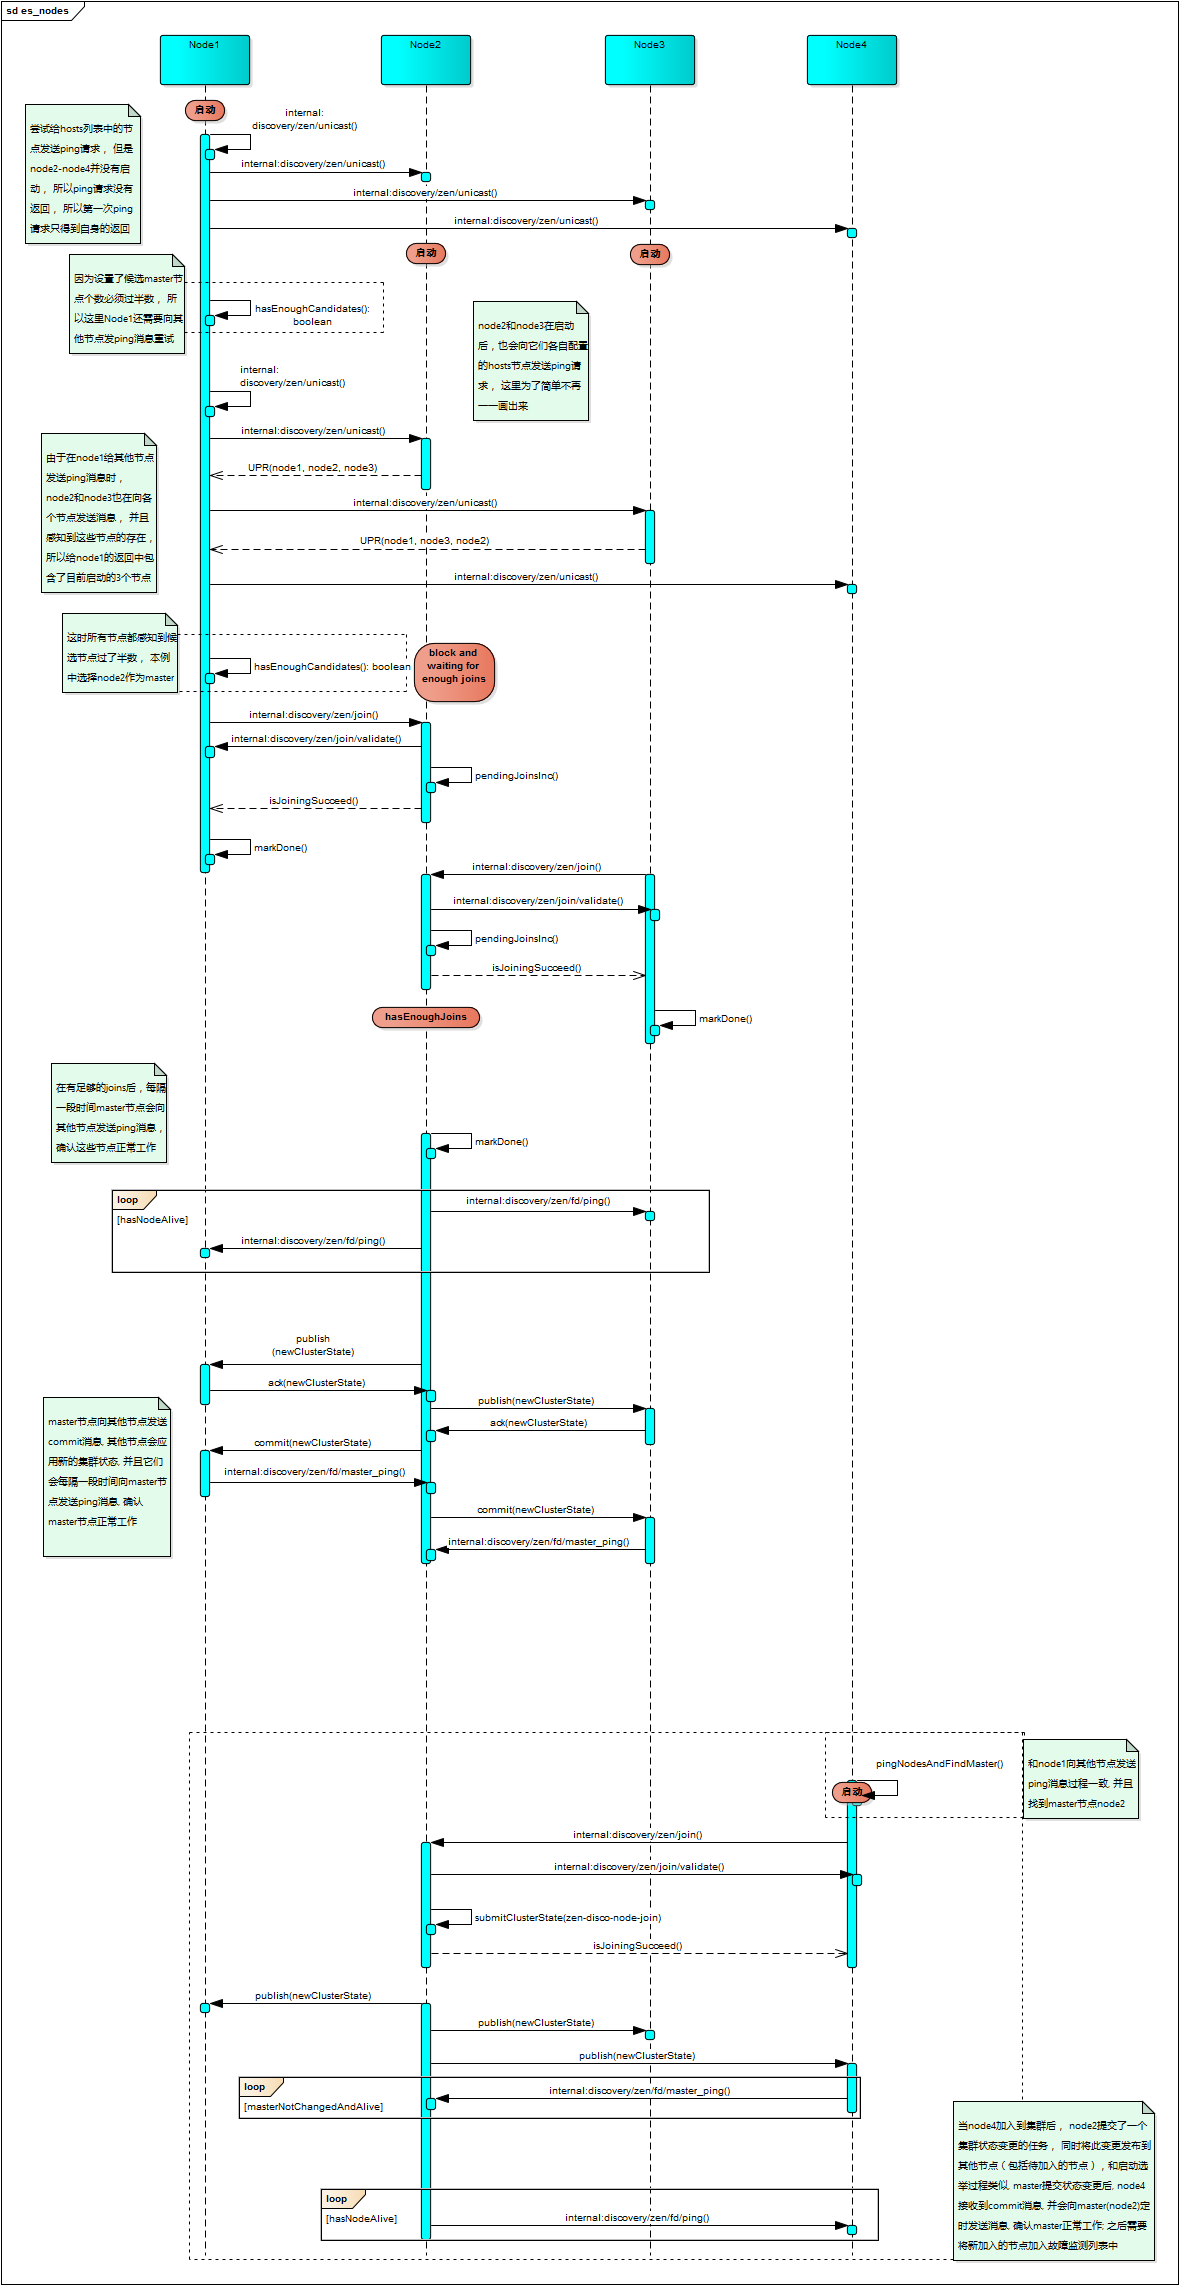 sd es_nodes
Node1
Node2
Node3
Node4
启动
internal:
discovery/zen/unicast()
尝试给hosts列表中的节
点发送ping请求， 但是
node2-node4并没有启
动， 所以ping请求没有
返回， 所以第一次ping
请求只得到自身的返回
internal:discovery/zen/unicast()
internal:discovery/zen/unicast()
internal:discovery/zen/unicast()
启动
启动
因为设置了候选master节
点个数必须过半数， 所
以这里Node1还需要向其
他节点发ping消息重试
hasEnoughCandidates():
boolean
node2和node3在启动
后，也会向它们各自配置
的hosts节点发送ping请
求， 这里为了简单不再
一一画出来
internal:
discovery/zen/unicast()
internal:discovery/zen/unicast()
UPR(node1, node2, node3)
由于在node1给其他节点
发送ping消息时，
node2和node3也在向各
个节点发送消息， 并且
感知到这些节点的存在，
所以给node1的返回中包
含了目前启动的3个节点
internal:discovery/zen/unicast()
UPR(node1, node3, node2)
internal:discovery/zen/unicast()
这时所有节点都感知到候
选节点过了半数， 本例
中选择node2作为master
hasEnoughCandidates(): boolean
block and
waiting for
enough joins
internal:discovery/zen/join()
internal:discovery/zen/join/validate()
pendingJoinsInc()
isJoiningSucceed()
markDone()
internal:discovery/zen/join()
internal:discovery/zen/join/validate()
pendingJoinsInc()
isJoiningSucceed()
hasEnoughJoins
markDone()
在有足够的joins后，每隔
一段时间master节点会向
其他节点发送ping消息，
确认这些节点正常工作
markDone()
loop
[hasNodeAlive]
internal:discovery/zen/fd/ping()
internal:discovery/zen/fd/ping()
publish
(newClusterState)
ack(newClusterState)
publish(newClusterState)
ack(newClusterState)
master节点向其他节点发送
commit消息, 其他节点会应
用新的集群状态, 并且它们
会每隔一段时间向master节
点发送ping消息, 确认
master节点正常工作
commit(newClusterState)
internal:discovery/zen/fd/master_ping()
commit(newClusterState)
internal:discovery/zen/fd/master_ping()
pingNodesAndFindMaster()
启动
和node1向其他节点发送
ping消息过程一致, 并且
找到master节点node2
internal:discovery/zen/join()
internal:discovery/zen/join/validate()
submitClusterState(zen-disco-node-join)
isJoiningSucceed()
publish(newClusterState)
publish(newClusterState)
publish(newClusterState)
loop
[masterNotChangedAndAlive]
internal:discovery/zen/fd/master_ping()
当node4加入到集群后， node2提交了一个
集群状态变更的任务， 同时将此变更发布到
其他节点（包括待加入的节点），和启动选
举过程类似, master提交状态变更后, node4
接收到commit消息, 并会向master(node2)定
时发送消息, 确认master正常工作; 之后需要
将新加入的节点加入故障监测列表中
loop
[hasNodeAlive]
internal:discovery/zen/fd/ping()